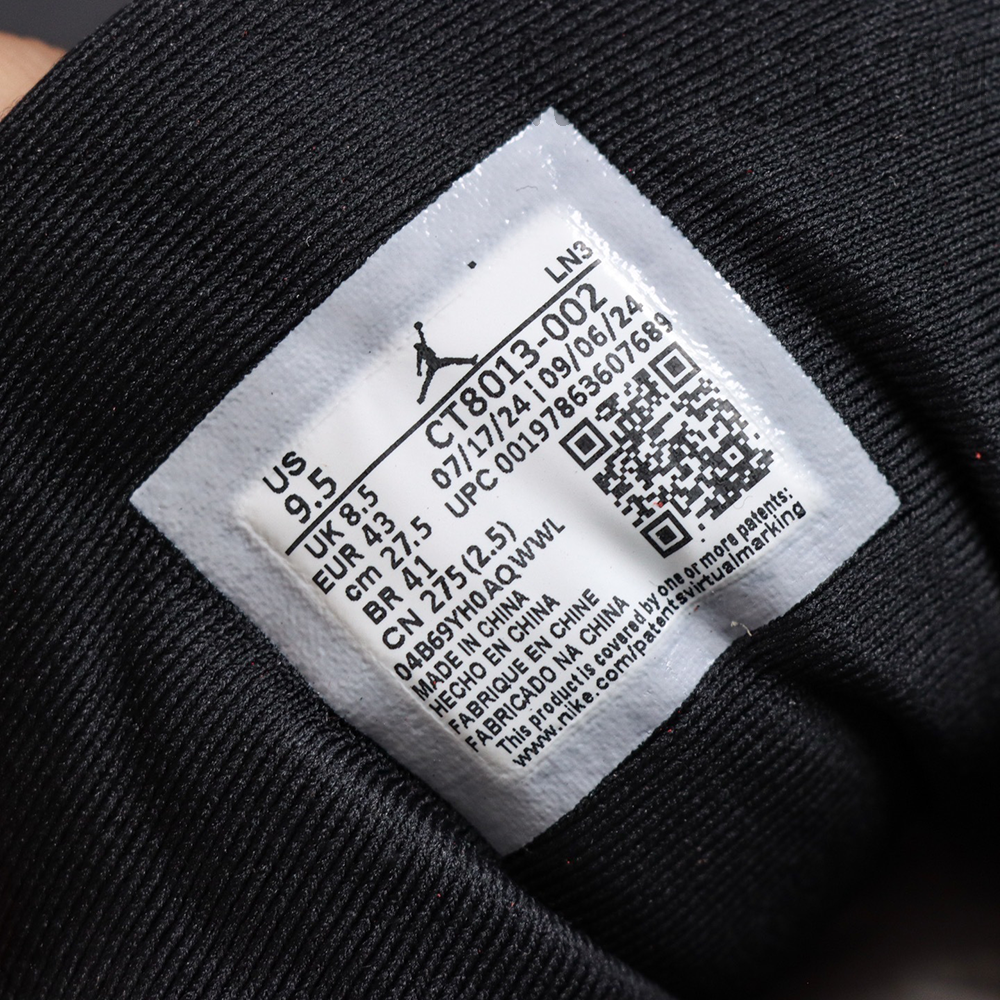 LN3
US
9.5
CT8013-002
07/17/24 | 09/06/24
UPC 00197863607689
UK 8.5
EUR 43
cm 27.5
BR 41
CN 275 (2.5)
04B69YH0AQWWL
MADE IN CHINA
HECHO EN CHINA
FABRIQUE EN CHINE
FABRICADO NA CHINA
This product is covered by one or more patents:
www.nike.com/patentsvirtualmarking